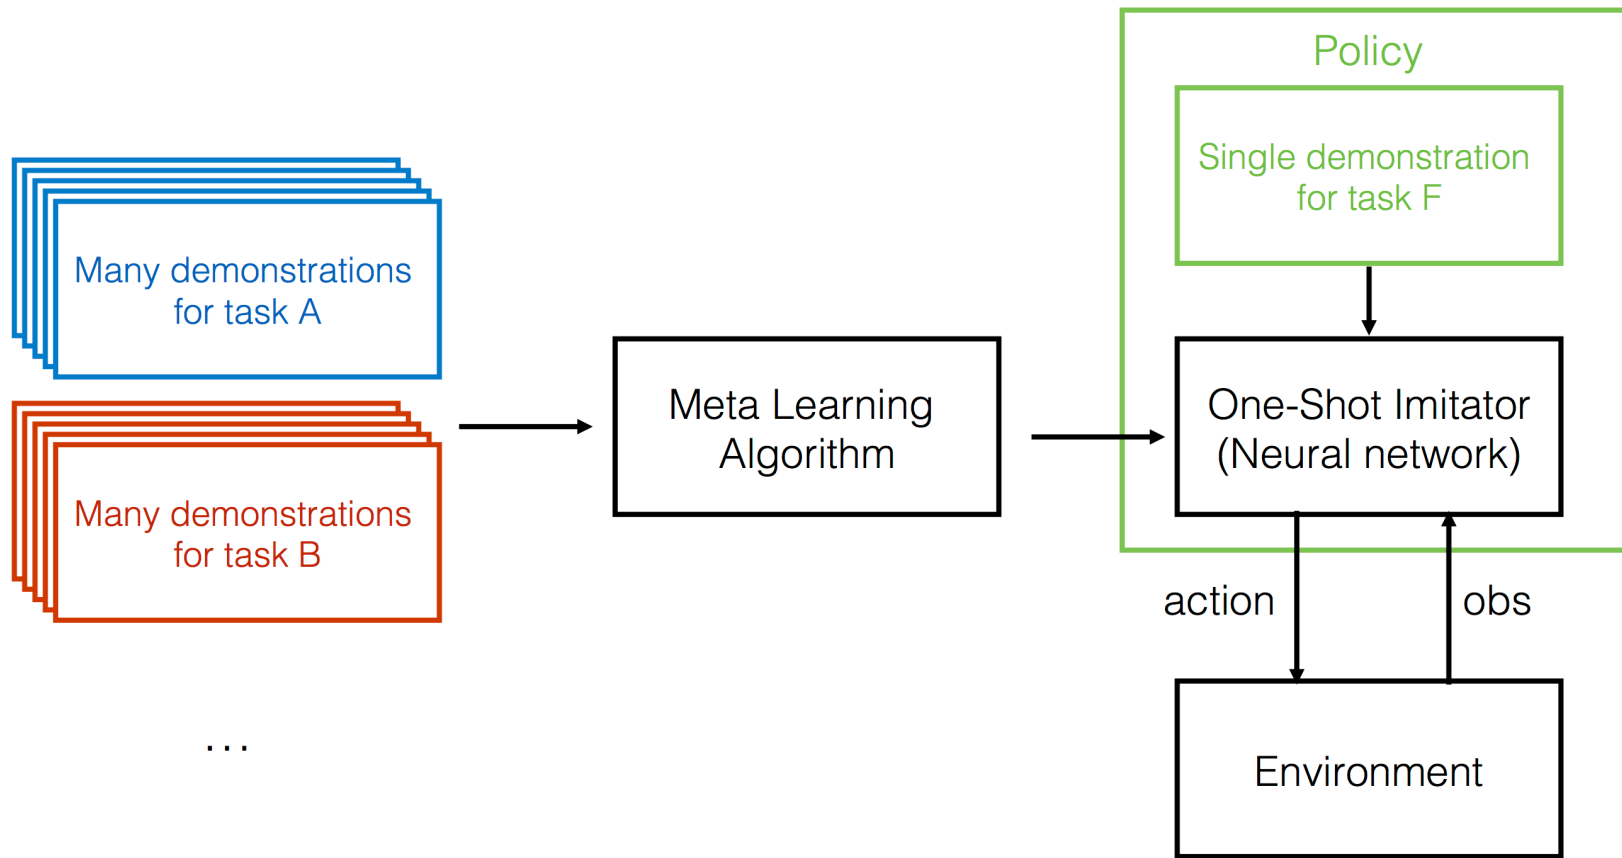 Policy
Single demonstration
for task F
Many demonstrations
for task A
Meta Learning
Algorithm
One-Shot Imitator
(Neural network)
Many demonstrations
for task B
action
obs
...
Environment